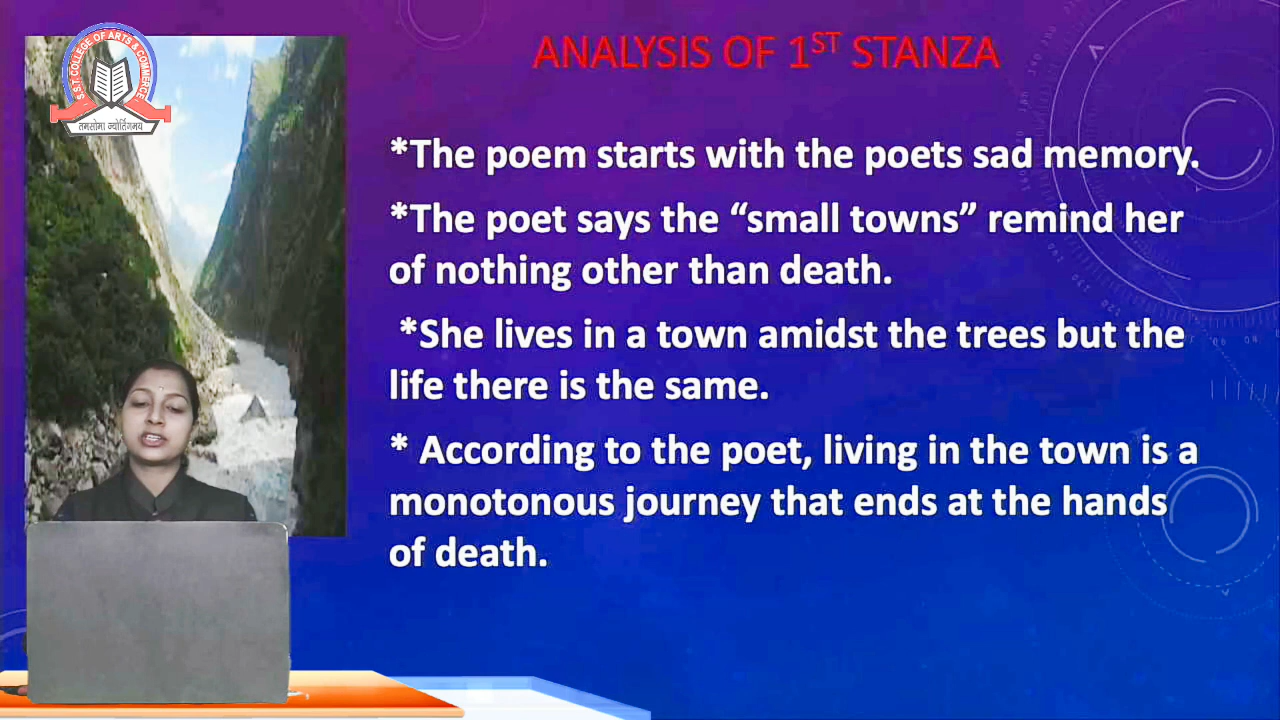 S.S.T. COLLEGE OF ARTS & COMMERCE
तमसोमा ज्योर्तिगमय
ANALYSIS OF 1ST STANZA
*The poem starts with the poets sad memory.
*The poet says the “small towns” remind her
of nothing other than death.
*She lives in a town amidst the trees but the
life there is the same.
* According to the poet, living in the town is a
monotonous journey that ends at the hands
of death.